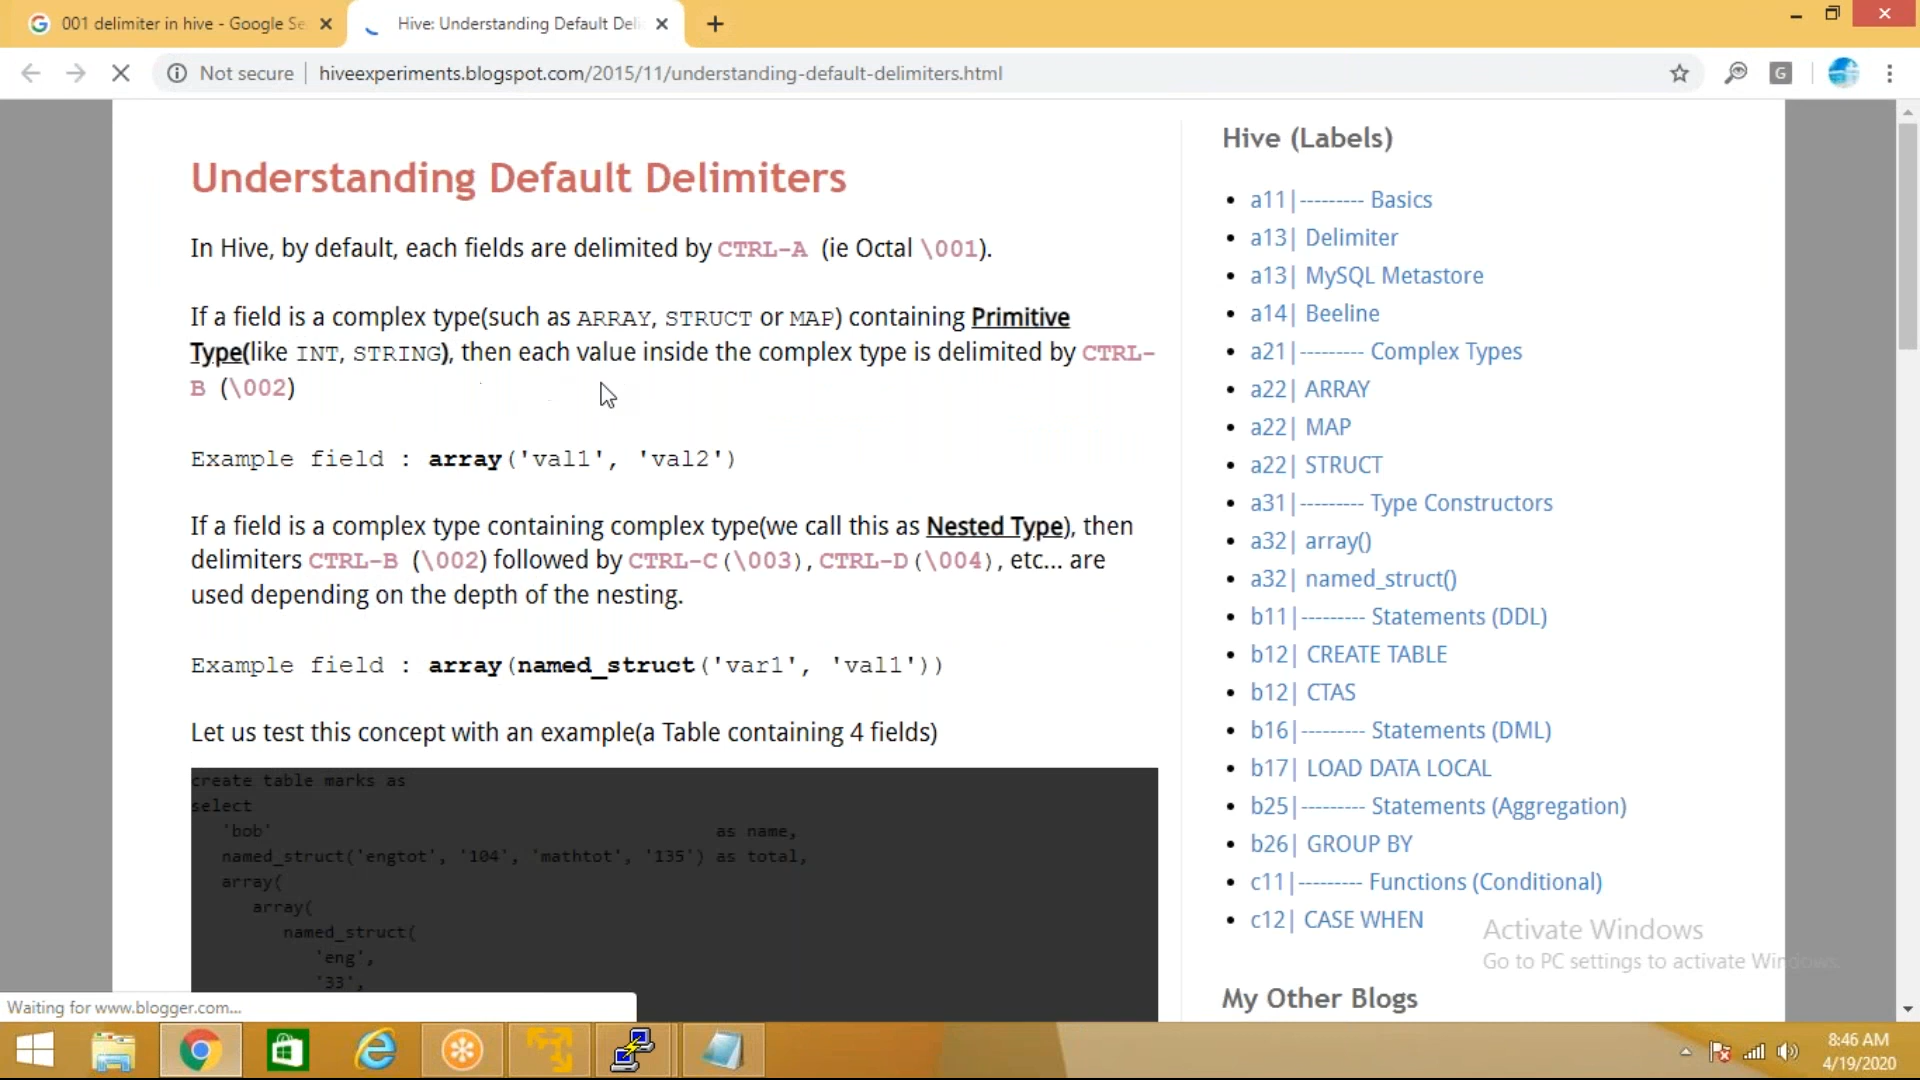 001 delimiter in hive - Google Se
Hive: Understanding Default Deli
Not secure
hiveexperiments.blogspot.com/2015/11/understanding-default-delimiters.html
G
Understanding Default Delimiters
In Hive, by default, each fields are delimited by CTRL-A (ie Octal \001).
If a field is a complex type(such as ARRAY, STRUCT or MAP) containing Primitive
Type(like INT, STRING), then each value inside the complex type is delimited by CTRL-
B (\002)
Example field : array('val1', 'val2')
If a field is a complex type containing complex type(we call this as Nested Type), then
delimiters CTRL-B (\002) followed by CTRL-C(\003), CTRL-D(\004), etc... are
used depending on the depth of the nesting.
Example field : array(named_struct('var1', 'val1'))
Let us test this concept with an example(a Table containing 4 fields)
create table marks as
select
'bob' as name,
named_struct('engtot', '104', 'mathtot', '135') as total,
array(
array(
named_struct(
'eng',
'33',
Hive (Labels)
a11|--------- Basics
a13| Delimiter
a13| MySQL Metastore
a14| Beeline
a21|--------- Complex Types
a22| ARRAY
a22| MAP
a22| STRUCT
a31|--------- Type Constructors
a32| array()
a32| named_struct()
b11|--------- Statements (DDL)
b12| CREATE TABLE
b12| CTAS
b16|--------- Statements (DML)
b17| LOAD DATA LOCAL
b25|--------- Statements (Aggregation)
b26| GROUP BY
c11|--------- Functions (Conditional)
c12| CASE WHEN
Activate Windows
Go to PC settings to activate Windows.
My Other Blogs
Waiting for www.blogger.com...
8:46 AM
4/19/2020